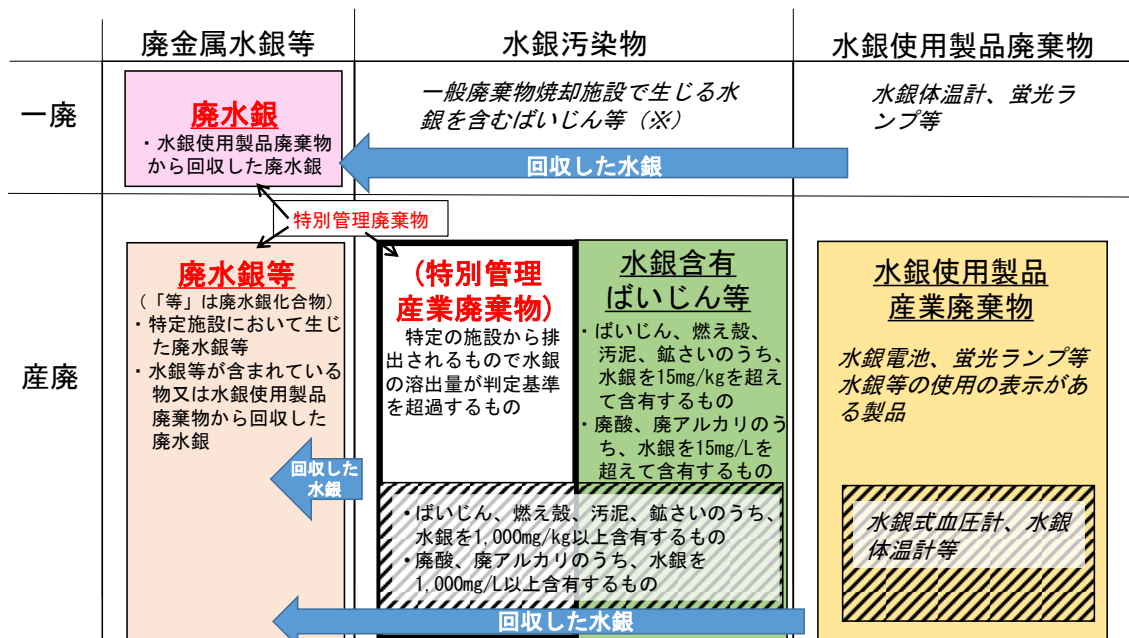 廃金属水銀等
水銀汚染物
水銀使用製品廃棄物
一廃
廃水銀
・水銀使用製品廃棄物
から回収した廃水銀
一般廃棄物焼却施設で生じる水
銀を含むばいじん等（※）
水銀体温計、蛍光ラ
ンプ等
回収した水銀
特別管理廃棄物
産廃
廃水銀等
（「等」は廃水銀化合物）
・特定施設において生じ
た廃水銀等
・水銀等が含まれている
物又は水銀使用製品
廃棄物から回収した
廃水銀
（特別管理
産業廃棄物）
特定の施設から排
出されるもので水銀
の溶出量が判定基準
を超過するもの
水銀含有
ばいじん等
・ばいじん、燃え殻、
汚泥、鉱さいのうち、
水銀を15mg/kgを超え
て含有するもの
・廃酸、廃アルカリのう
ち、水銀を15mg/Lを
超えて含有するもの
水銀使用製品
産業廃棄物
水銀電池、蛍光ランプ等
水銀等の使用の表示があ
る製品
回収した
水銀
・ばいじん、燃え殻、汚泥、鉱さいのうち、
水銀を1,000mg/kg以上含有するもの
・廃酸、廃アルカリのうち、水銀を
1,000mg/L以上含有するもの
水銀式血圧計、水銀
体温計等
回収した水銀